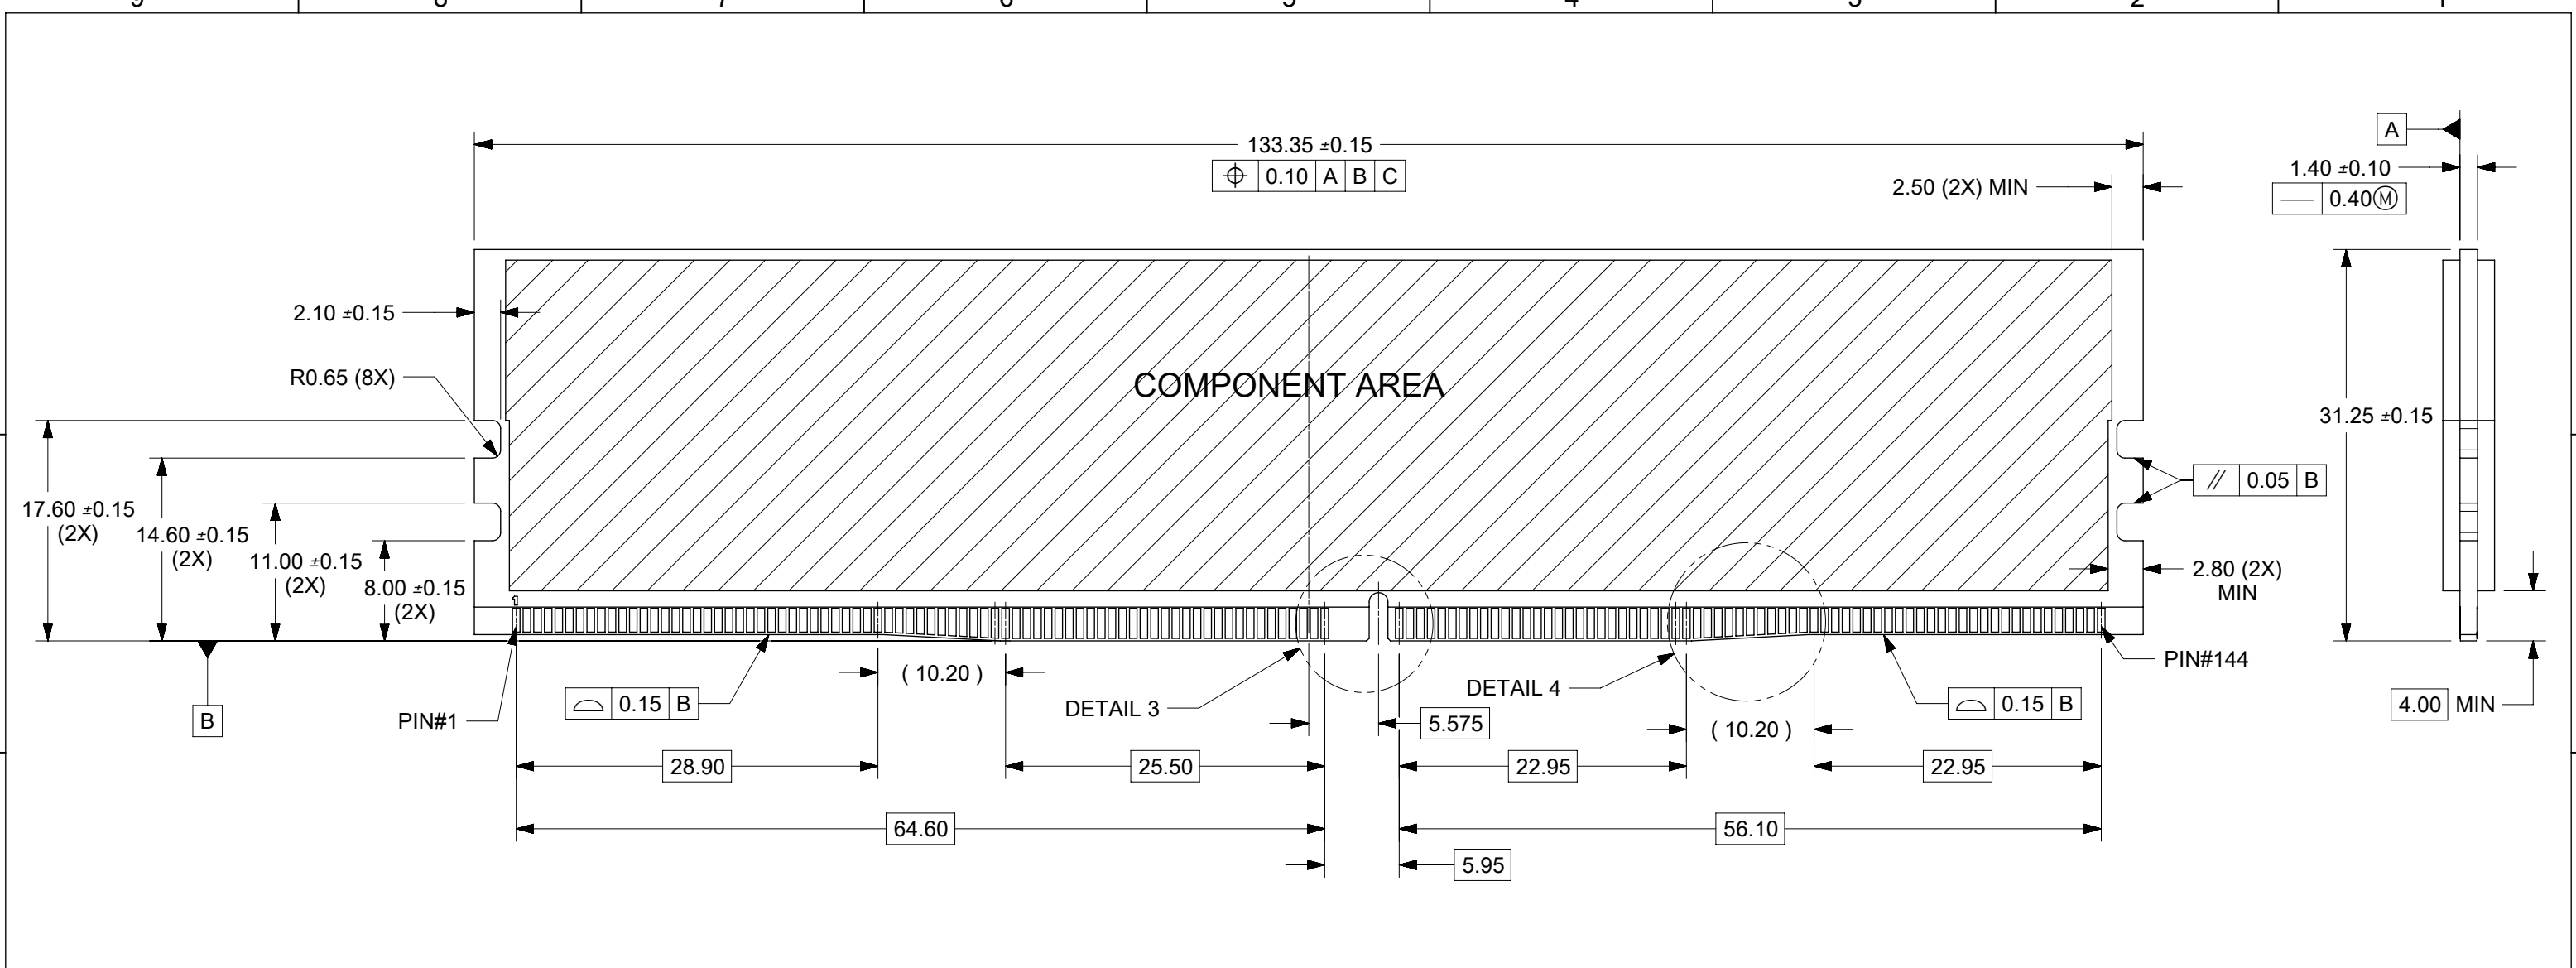 133.35 ±0.15
⌖ 0.10 A B C
2.50 (2X) MIN
A
1.40 ±0.10
⏤ 0.40Ⓜ
2.10 ±0.15
R0.65 (8X)
COMPONENT AREA
31.25 ±0.15
⫽ 0.05 B
17.60 ±0.15
(2X)
14.60 ±0.15
(2X)
11.00 ±0.15
(2X)
8.00 ±0.15
(2X)
2.80 (2X)
MIN
1
B
PIN#1
⌓ 0.15 B
( 10.20 )
DETAIL 3
5.575
DETAIL 4
( 10.20 )
⌓ 0.15 B
PIN#144
4.00 MIN
28.90
25.50
22.95
22.95
64.60
56.10
5.95